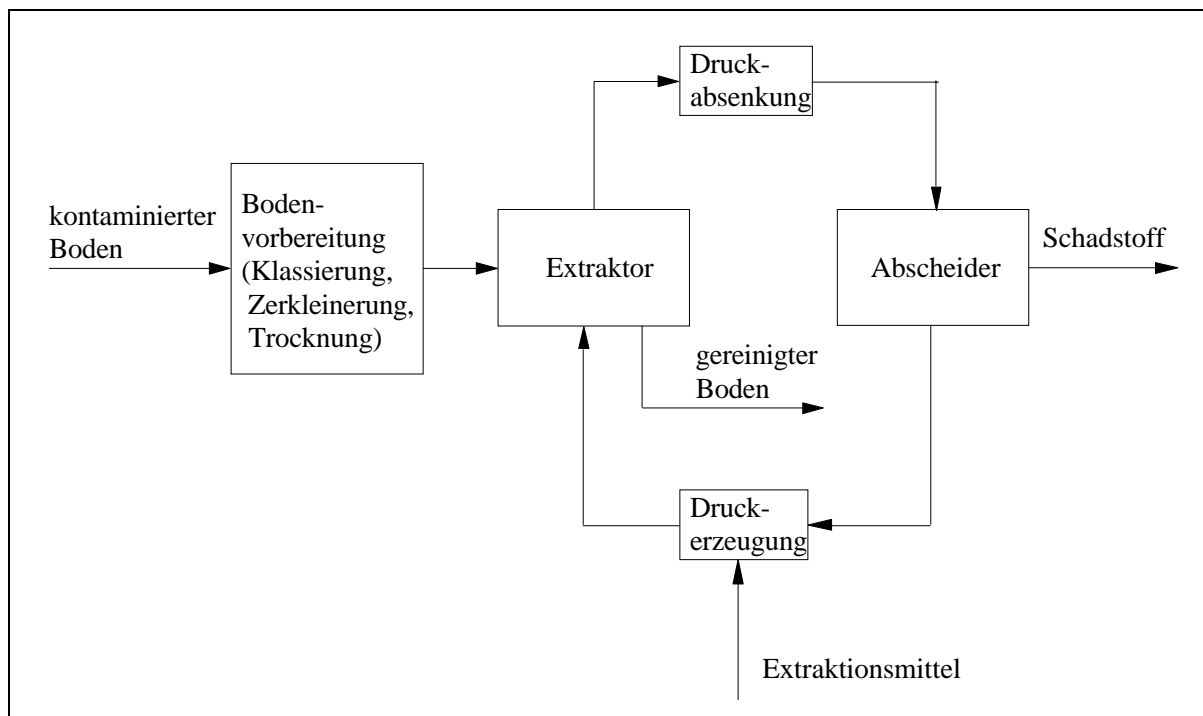 Druck-
absenkung
kontaminierter
Boden
Boden-
vorbereitung
(Klassierung,
Zerkleinerung,
Trocknung)
Extraktor
Abscheider
Schadstoff
gereinigter
Boden
Druck-
erzeugung
Extraktionsmittel